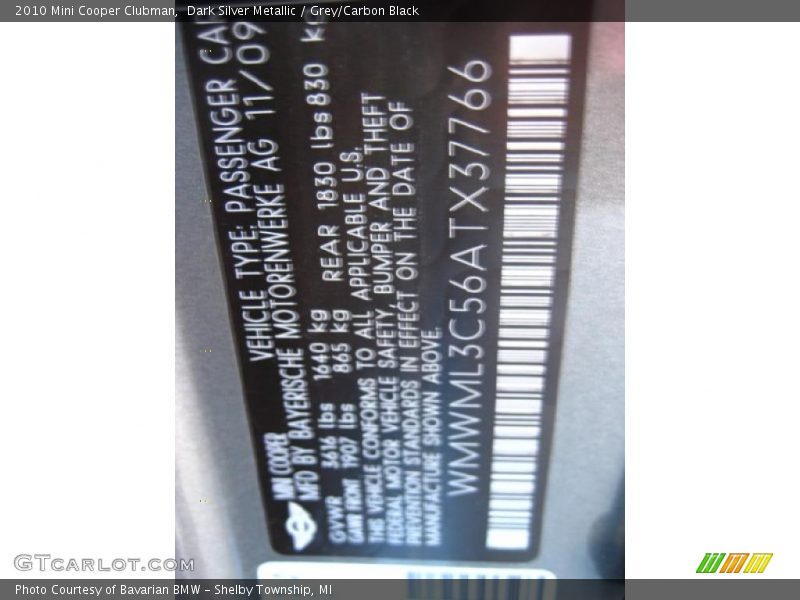 2010 Mini Cooper Clubman, Dark Silver Metallic / Grey/Carbon Black
VEHICLE TYPE: PASSENGER CAR
MINI COOPER
MFD BY BAYERISCHE MOTORENWERKE AG 11/09
GVWR 3616 lbs 1640 kg REAR 1830 lbs 830 kg
GAWR FRONT 1907 lbs 865 kg
THIS VEHICLE CONFORMS TO ALL APPLICABLE U.S.
FEDERAL MOTOR VEHICLE SAFETY, BUMPER AND THEFT
PREVENTION STANDARDS IN EFFECT ON THE DATE OF
MANUFACTURE SHOWN ABOVE.
WMWML3C56ATX37766
GTcarlot.com
Photo Courtesy of Bavarian BMW - Shelby Township, MI